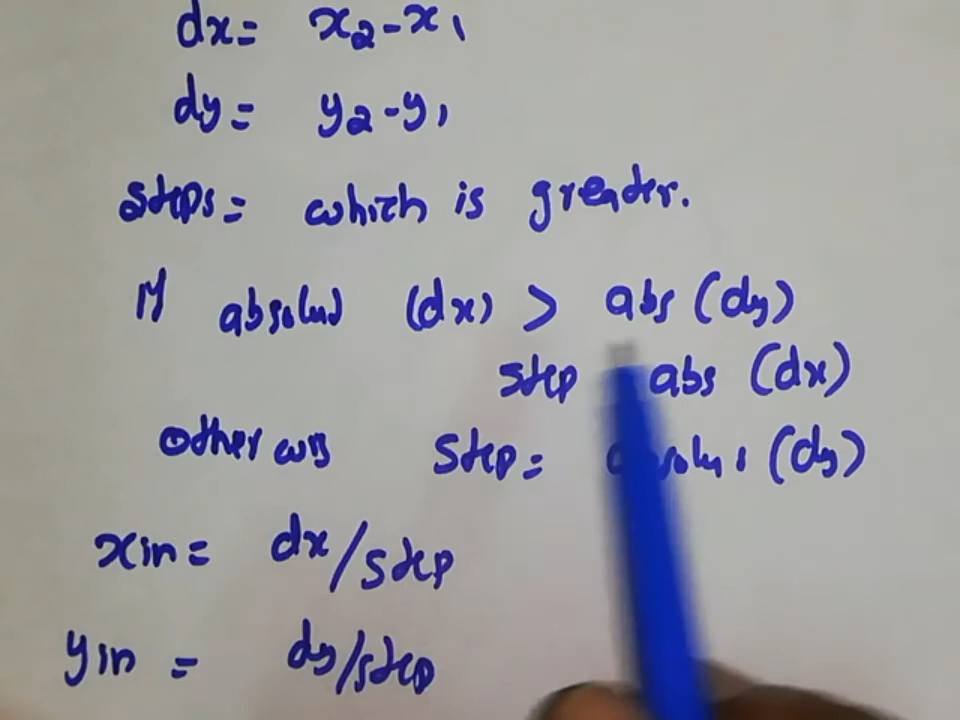 dx= x2-x1
dy= y2-y1
steps= which is greater.
If absolut (dx) > abs (dy)
step abs (dx)
otherwis step= (dy)
xin= dx/step
yin = dy/step